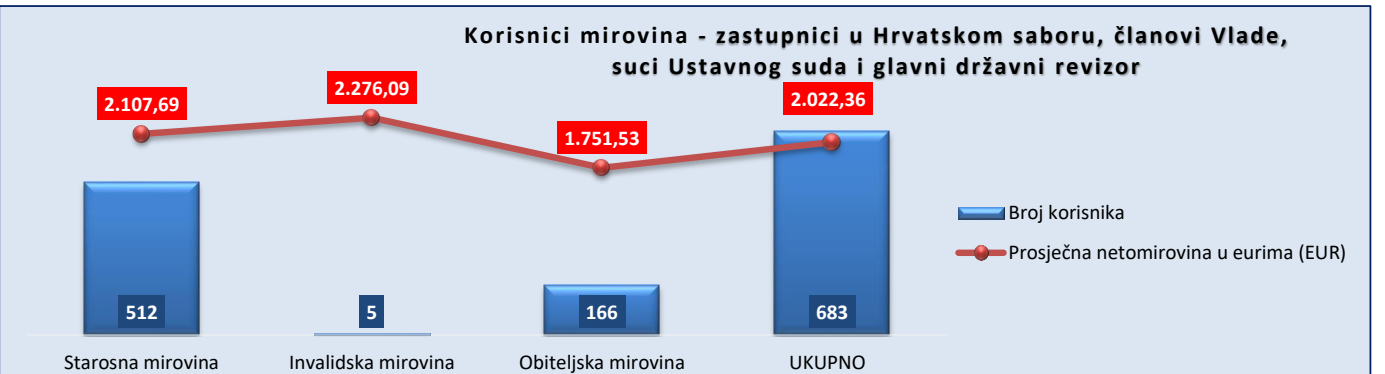 Korisnici mirovina - zastupnici u Hrvatskom saboru, članovi Vlade,
suci Ustavnog suda i glavni državni revizor
2.107,69
2.276,09
1.751,53
2.022,36
512
5
166
683
Starosna mirovina
Invalidska mirovina
Obiteljska mirovina
UKUPNO
Broj korisnika
Prosječna netomirovina u eurima (EUR)